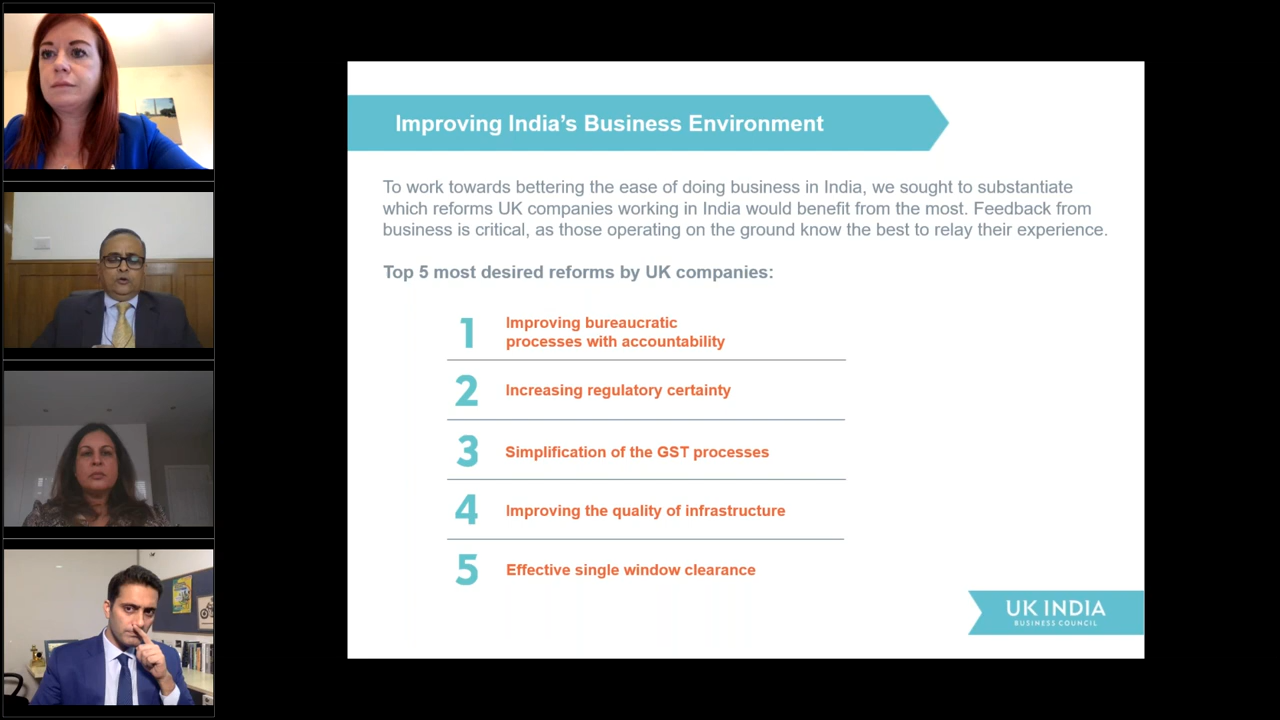 Improving India's Business Environment
To work towards bettering the ease of doing business in India, we sought to substantiate
which reforms UK companies working in India would benefit from the most. Feedback from
business is critical, as those operating on the ground know the best to relay their experience.
Top 5 most desired reforms by UK companies:
1 Improving bureaucratic
processes with accountability
2 Increasing regulatory certainty
3 Simplification of the GST processes
4 Improving the quality of infrastructure
5 Effective single window clearance
UK INDIA
BUSINESS COUNCIL